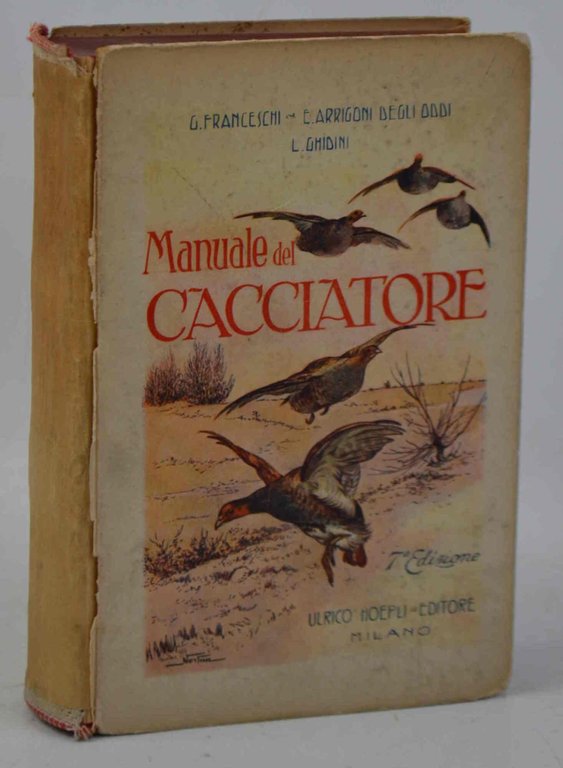 G. FRANCESCHI ~ E. ARRIGONI DEGLI ODDI
L. GHIDINI
Manuale del
CACCIATORE
7ª Edizione
ULRICO HOEPLI - EDITORE
MILANO